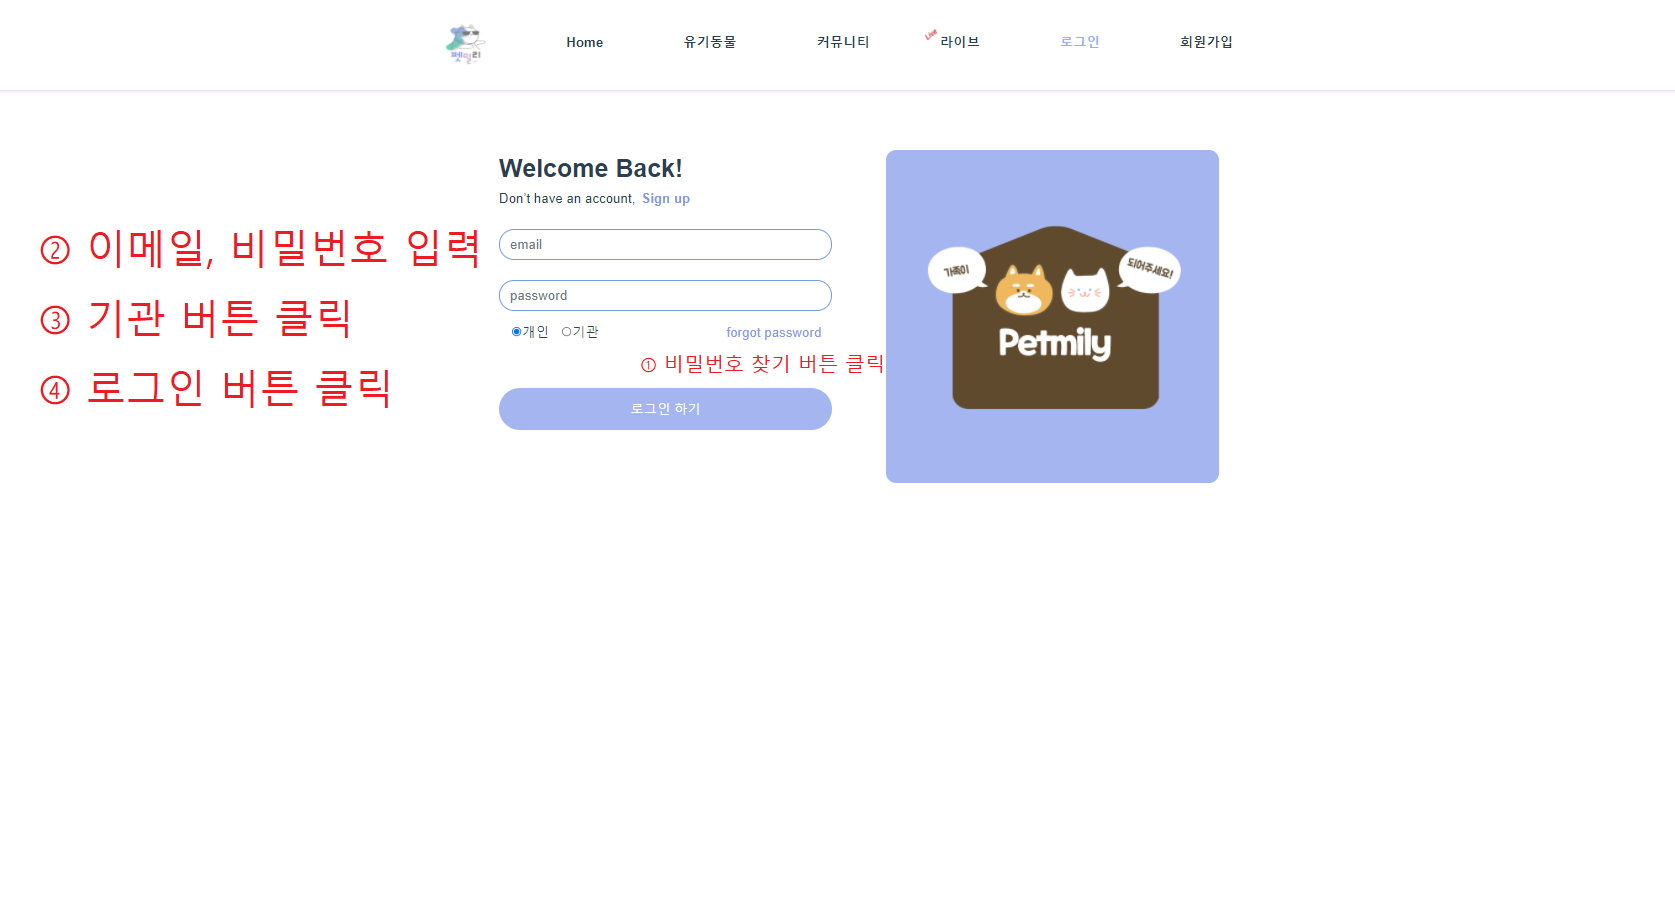 펫밀리
Home
유기동물
커뮤니티
Live
라이브
로그인
회원가입
Welcome Back!
Don't have an account, Sign up
② 이메일, 비밀번호 입력
email
③ 기관 버튼 클릭
password
개인
기관
forgot password
① 비밀번호 찾기 버튼 클릭
④ 로그인 버튼 클릭
로그인 하기
가족이
되어주세요!
Petmily